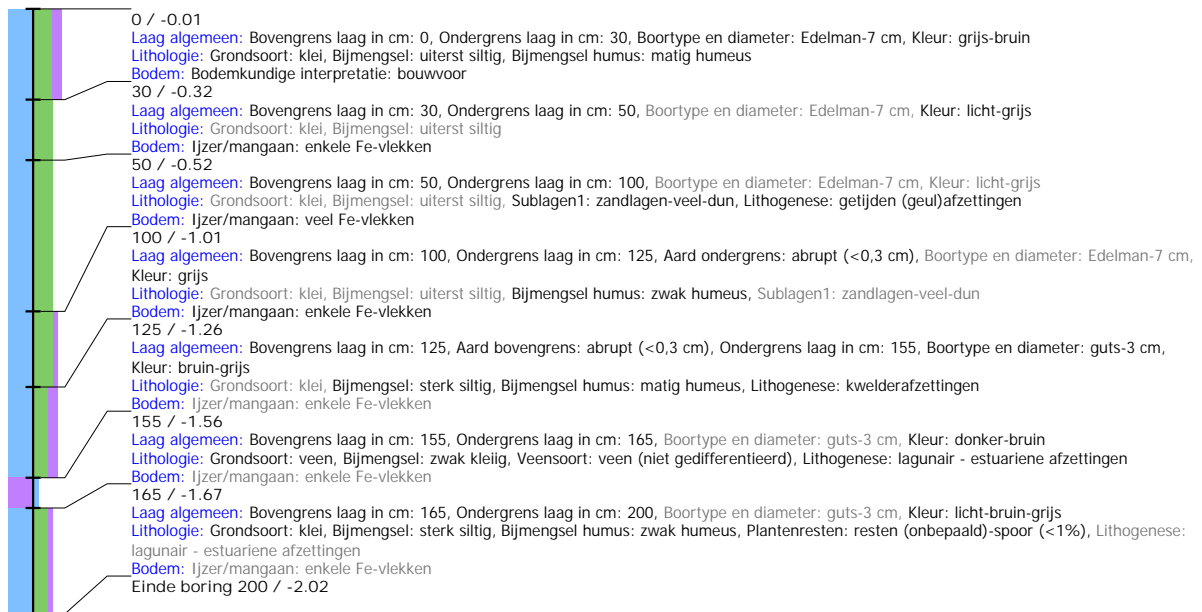 0 / -0.01
Laag algemeen: Bovengrens laag in cm: 0, Ondergrens laag in cm: 30, Boortype en diameter: Edelman-7 cm, Kleur: grijs-bruin
Lithologie: Grondsoort: klei, Bijmengsel: uiterst siltig, Bijmengsel humus: matig humeus
Bodem: Bodemkundige interpretatie: bouwvoor
30 / -0.32
Laag algemeen: Bovengrens laag in cm: 30, Ondergrens laag in cm: 50, Boortype en diameter: Edelman-7 cm, Kleur: licht-grijs
Lithologie: Grondsoort: klei, Bijmengsel: uiterst siltig
Bodem: Ijzer/mangaan: enkele Fe-vlekken
50 / -0.52
Laag algemeen: Bovengrens laag in cm: 50, Ondergrens laag in cm: 100, Boortype en diameter: Edelman-7 cm, Kleur: licht-grijs
Lithologie: Grondsoort: klei, Bijmengsel: uiterst siltig, Sublagen1: zandlagen-veel-dun, Lithogenese: getijden (geul)afzettingen
Bodem: Ijzer/mangaan: veel Fe-vlekken
100 / -1.01
Laag algemeen: Bovengrens laag in cm: 100, Ondergrens laag in cm: 125, Aard ondergrens: abrupt (<0,3 cm), Boortype en diameter: Edelman-7 cm,
Kleur: grijs
Lithologie: Grondsoort: klei, Bijmengsel: uiterst siltig, Bijmengsel humus: zwak humeus, Sublagen1: zandlagen-veel-dun
Bodem: Ijzer/mangaan: enkele Fe-vlekken
125 / -1.26
Laag algemeen: Bovengrens laag in cm: 125, Aard bovengrens: abrupt (<0,3 cm), Ondergrens laag in cm: 155, Boortype en diameter: guts-3 cm,
Kleur: bruin-grijs
Lithologie: Grondsoort: klei, Bijmengsel: sterk siltig, Bijmengsel humus: matig humeus, Lithogenese: kwelderafzettingen
Bodem: Ijzer/mangaan: enkele Fe-vlekken
155 / -1.56
Laag algemeen: Bovengrens laag in cm: 155, Ondergrens laag in cm: 165, Boortype en diameter: guts-3 cm, Kleur: donker-bruin
Lithologie: Grondsoort: veen, Bijmengsel: zwak kleiig, Veensoort: veen (niet gedifferentieerd), Lithogenese: lagunair - estuariene afzettingen
Bodem: Ijzer/mangaan: enkele Fe-vlekken
165 / -1.67
Laag algemeen: Bovengrens laag in cm: 165, Ondergrens laag in cm: 200, Boortype en diameter: guts-3 cm, Kleur: licht-bruin-grijs
Lithologie: Grondsoort: klei, Bijmengsel: sterk siltig, Bijmengsel humus: zwak humeus, Plantenresten: resten (onbepaald)-spoor (<1%), Lithogenese:
lagunair - estuariene afzettingen
Bodem: Ijzer/mangaan: enkele Fe-vlekken
Einde boring 200 / -2.02